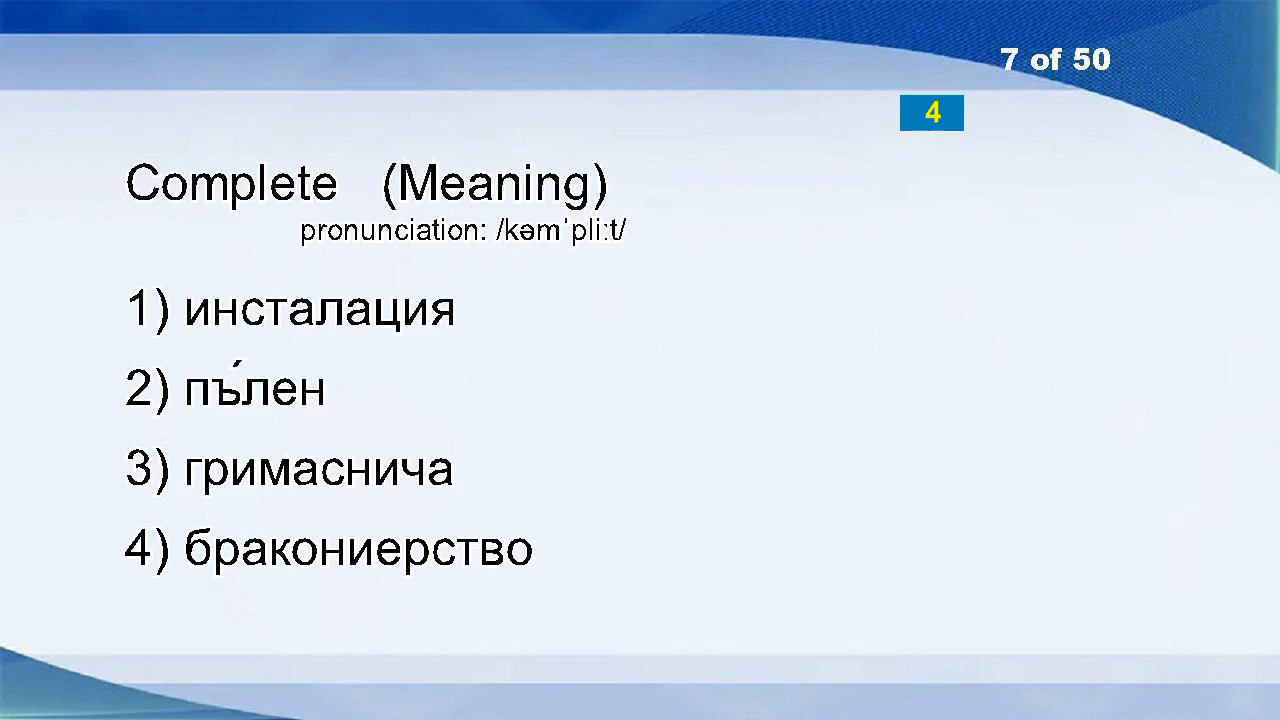 7 of 50
4
Complete (Meaning)
pronunciation: /kəmˈpliːt/
1) инсталация
2) пъ́лен
3) гримаснича
4) бракониерство